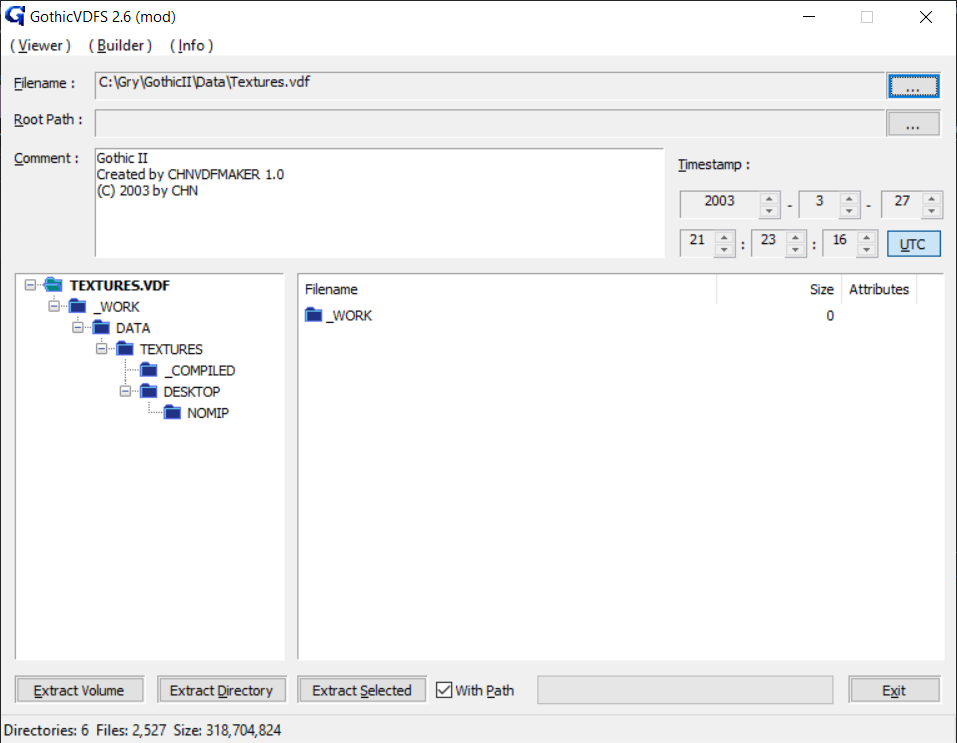 GothicVDFS 2.6 (mod)
( Viewer ) ( Builder ) ( Info )
Filename : C:\Gry\GothicII\Data\Textures.vdf ...
Root Path : ...
Comment : Gothic II
Created by CHNVDFMAKER 1.0
(C) 2003 by CHN
Timestamp :
2003 - 3 - 27
21 : 23 : 16 UTC
TEXTURES.VDF
_WORK
DATA
TEXTURES
_COMPILED
DESKTOP
NOMIP
Filename Size Attributes
_WORK 0
Extract Volume Extract Directory Extract Selected With Path Exit
Directories: 6 Files: 2,527 Size: 318,704,824